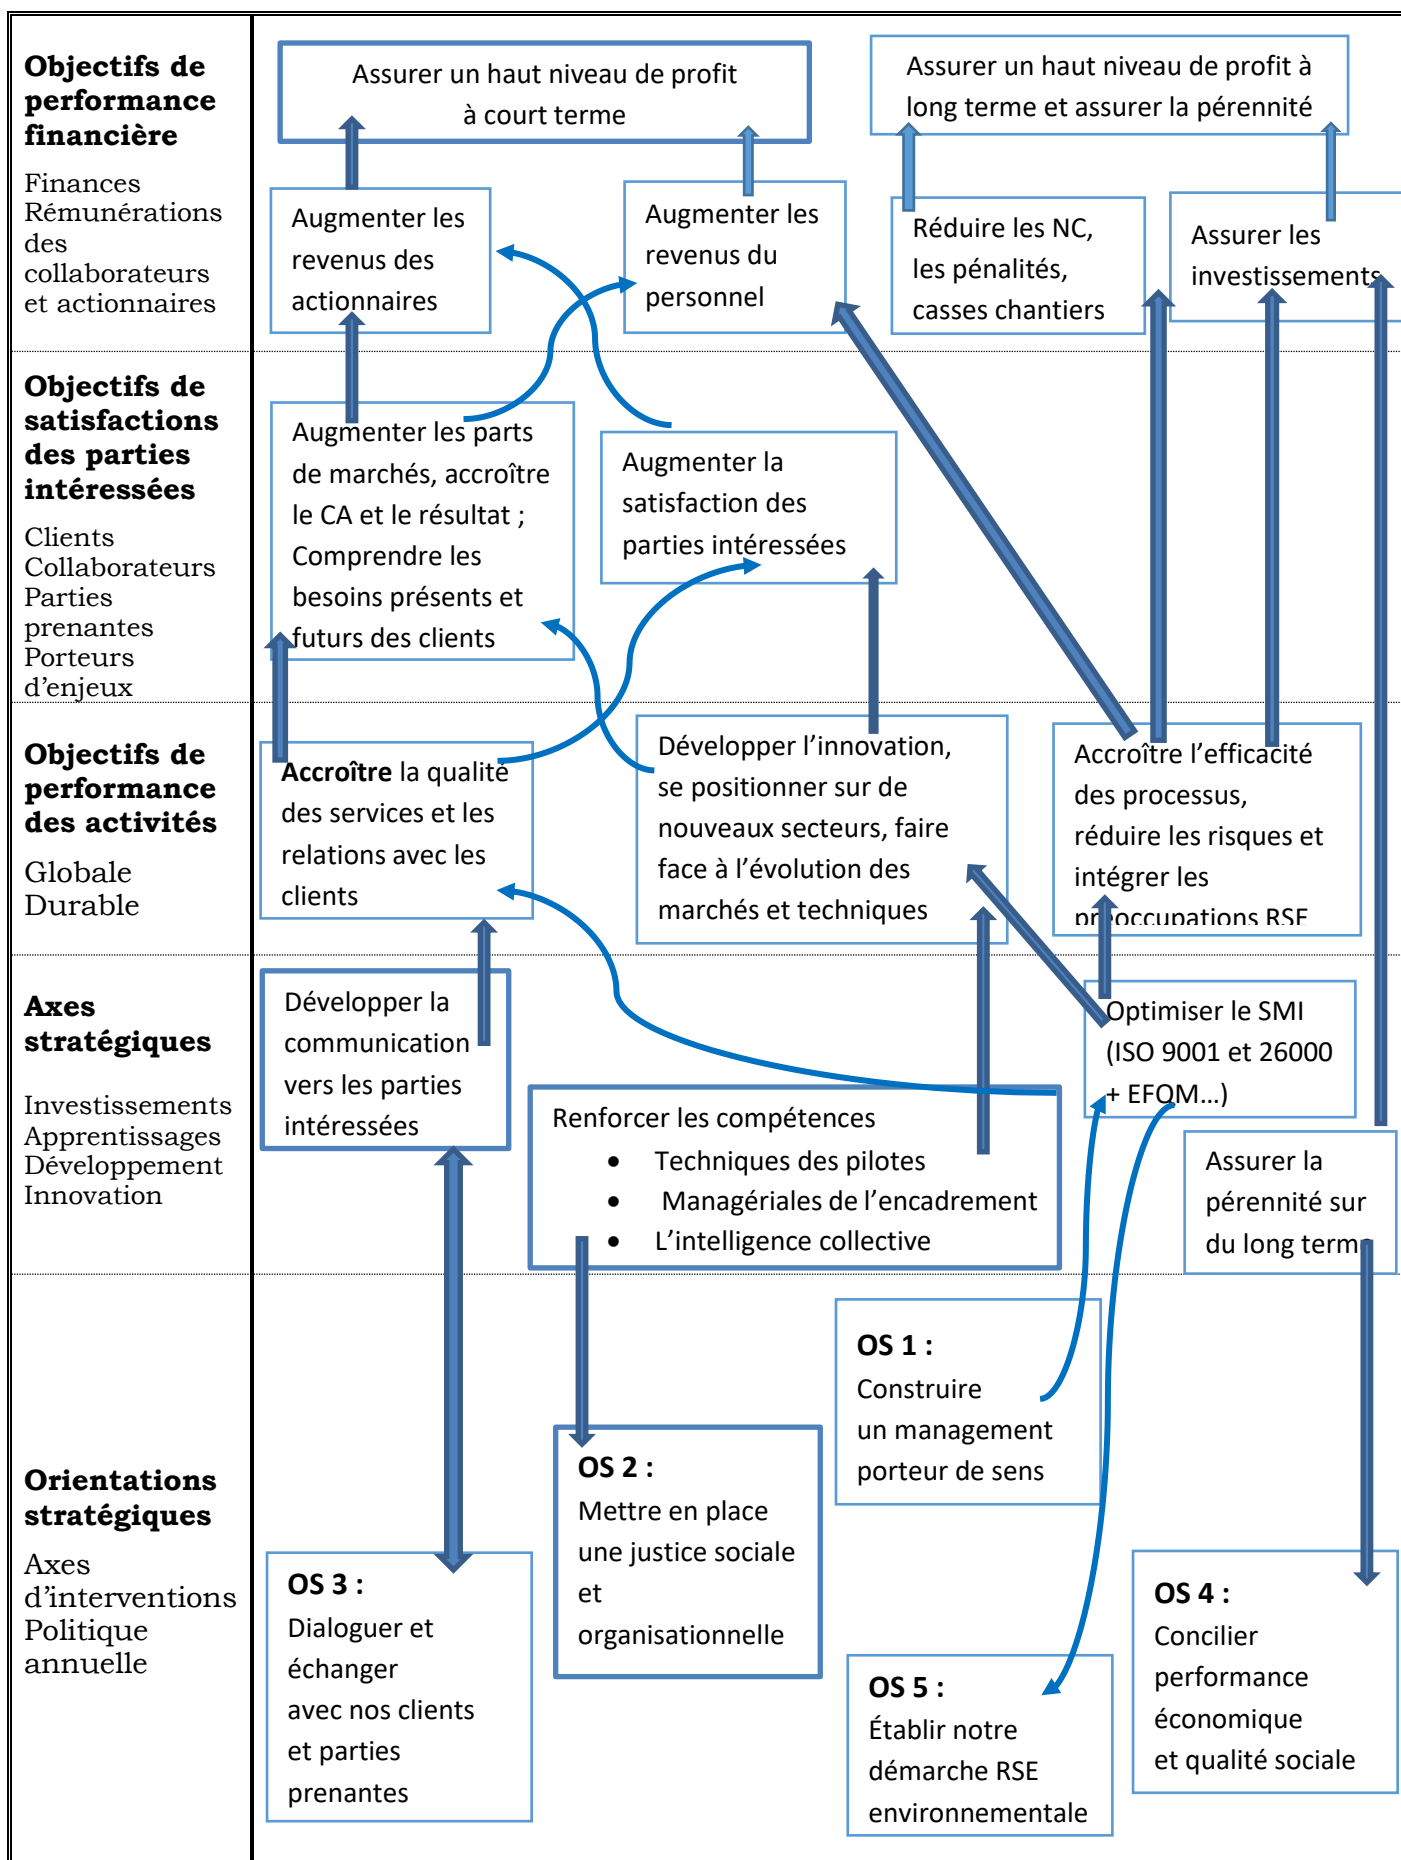 Objectifs de
performance
financière
Finances
Rémunérations
des
collaborateurs
et actionnaires
Assurer un haut niveau de profit
à court terme
Assurer un haut niveau de profit à
long terme et assurer la pérennité
Augmenter les
revenus des
actionnaires
Augmenter les
revenus du
personnel
Réduire les NC,
les pénalités,
casses chantiers
Assurer les
investissements
Objectifs de
satisfactions
des parties
intéressées
Clients
Collaborateurs
Parties
prenantes
Porteurs
d’enjeux
Augmenter les parts
de marchés, accroître
le CA et le résultat ;
Comprendre les
besoins présents et
futurs des clients
Augmenter la
satisfaction des
parties intéressées
Objectifs de
performance
des activités
Globale
Durable
Accroître la qualité
des services et les
relations avec les
clients
Développer l’innovation,
se positionner sur de
nouveaux secteurs, faire
face à l’évolution des
marchés et techniques
Accroître l’efficacité
des processus,
réduire les risques et
intégrer les
préoccupations RSE
Axes
stratégiques
Investissements
Apprentissages
Développement
Innovation
Développer la
communication
vers les parties
intéressées
Renforcer les compétences
• Techniques des pilotes
• Managériales de l’encadrement
• L’intelligence collective
Optimiser le SMI
(ISO 9001 et 26000
+ EFQM…)
Assurer la
pérennité sur
du long terme
Orientations
stratégiques
Axes
d’interventions
Politique
annuelle
OS 3 :
Dialoguer et
échanger
avec nos clients
et parties
prenantes
OS 2 :
Mettre en place
une justice sociale
et
organisationnelle
OS 1 :
Construire
un management
porteur de sens
OS 5 :
Établir notre
démarche RSE
environnementale
OS 4 :
Concilier
performance
économique
et qualité sociale